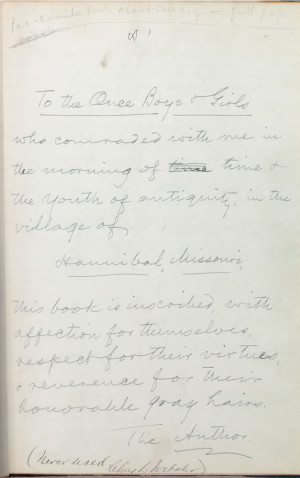 To the Once Boys & Girls
who comraded with me in
the morning of time time &
the youth of antiquity, in the
village of
Hannibal, Missouri,
this book is inscribed, with
affection for themselves,
respect for their virtues,
& reverence for their
honorable gray hairs.
The Author.
(Never used